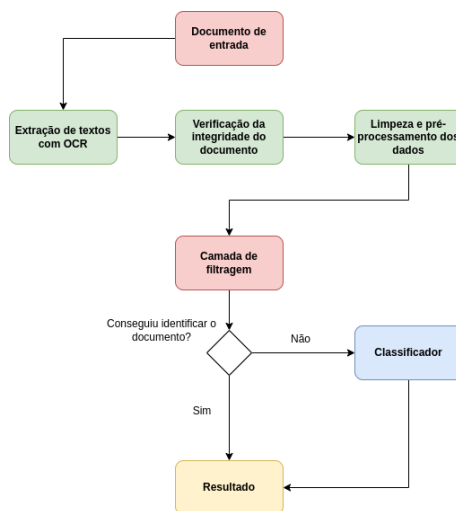 Documento de
entrada
Extração de textos
com OCR
Verificação da
integridade do
documento
Limpeza e pré-
processamento dos
dados
Camada de
filtragem
Conseguiu identificar o
documento?
Não
Classificador
Sim
Resultado